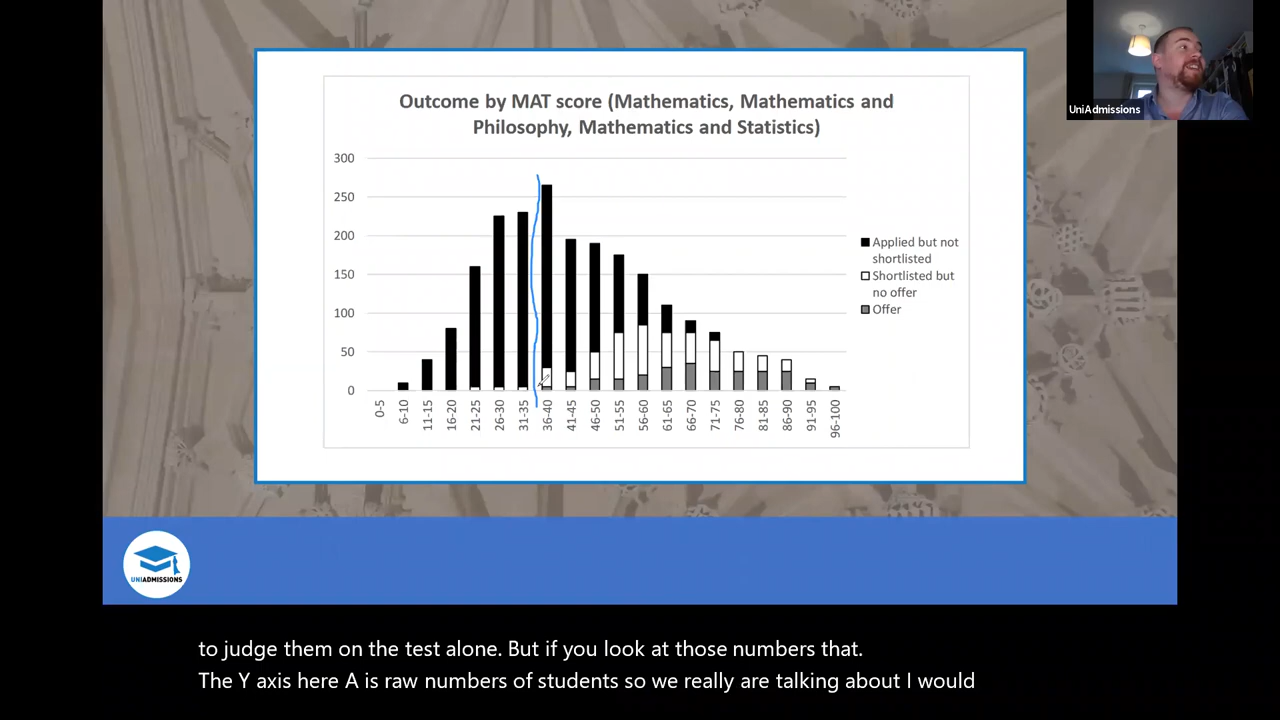 Outcome by MAT score (Mathematics, Mathematics and
Philosophy, Mathematics and Statistics)
300
250
200
150
100
50
0
0-5
6-10
11-15
16-20
21-25
26-30
31-35
36-40
41-45
46-50
51-55
56-60
61-65
66-70
71-75
76-80
81-85
86-90
91-95
96-100
Applied but not
shortlisted
Shortlisted but
no offer
Offer
UniAdmissions
UNIADMISSIONS
to judge them on the test alone. But if you look at those numbers that.
The Y axis here A is raw numbers of students so we really are talking about I would